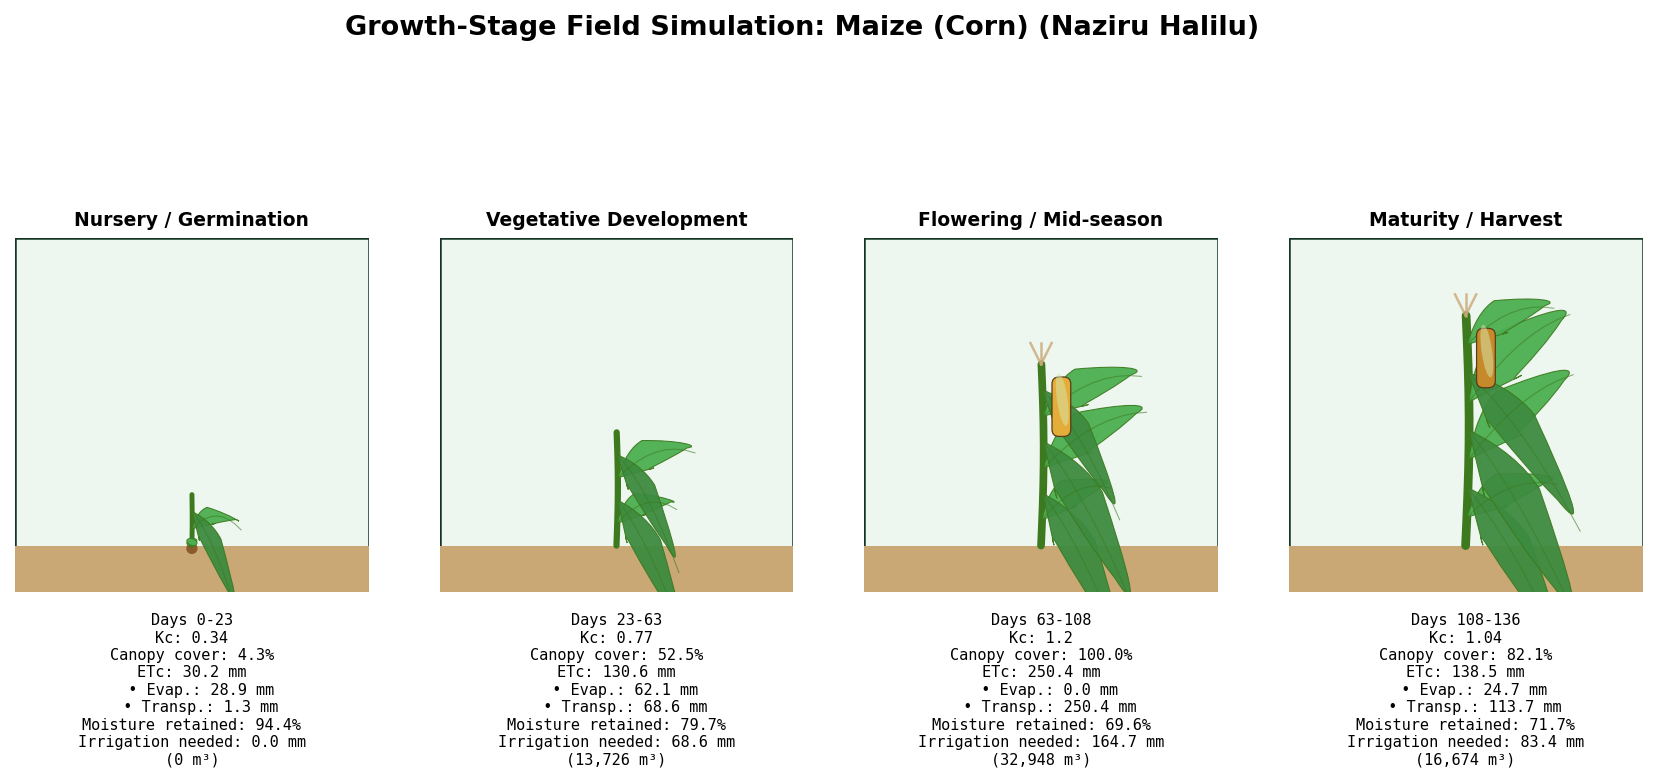 Growth-Stage Field Simulation: Maize (Corn) (Naziru Halilu)
Nursery / Germination
Days 0-23
Kc: 0.34
Canopy cover: 4.3%
ETc: 30.2 mm
• Evap.: 28.9 mm
• Transp.: 1.3 mm
Moisture retained: 94.4%
Irrigation needed: 0.0 mm
(0 m³)
Vegetative Development
Days 23-63
Kc: 0.77
Canopy cover: 52.5%
ETc: 130.6 mm
• Evap.: 62.1 mm
• Transp.: 68.6 mm
Moisture retained: 79.7%
Irrigation needed: 68.6 mm
(13,726 m³)
Flowering / Mid-season
Days 63-108
Kc: 1.2
Canopy cover: 100.0%
ETc: 250.4 mm
• Evap.: 0.0 mm
• Transp.: 250.4 mm
Moisture retained: 69.6%
Irrigation needed: 164.7 mm
(32,948 m³)
Maturity / Harvest
Days 108-136
Kc: 1.04
Canopy cover: 82.1%
ETc: 138.5 mm
• Evap.: 24.7 mm
• Transp.: 113.7 mm
Moisture retained: 71.7%
Irrigation needed: 83.4 mm
(16,674 m³)